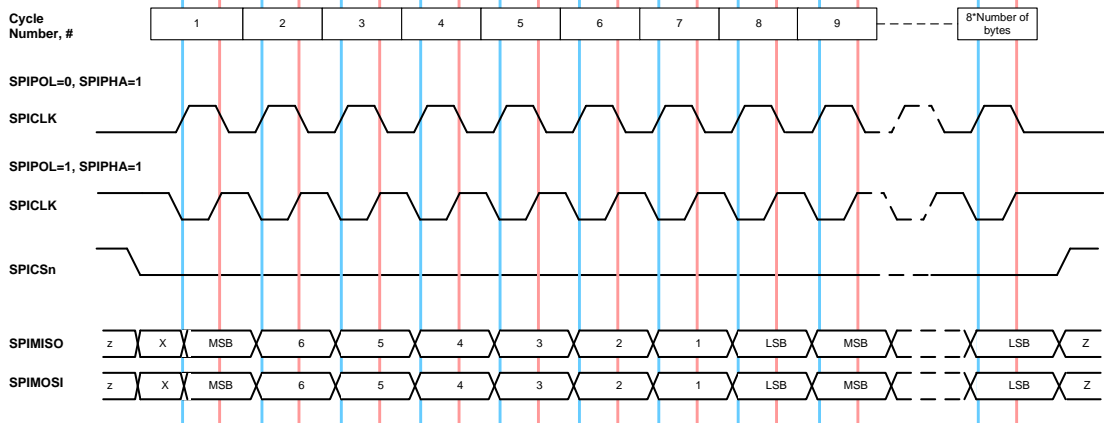 Cycle
Number, #
1 2 3 4 5 6 7 8 9 8*Number of
bytes
SPIPOL=0, SPIPHA=1
SPICLK
SPIPOL=1, SPIPHA=1
SPICLK
SPICSn
SPIMISO z X MSB 6 5 4 3 2 1 LSB MSB LSB Z
SPIMOSI z X MSB 6 5 4 3 2 1 LSB MSB LSB Z